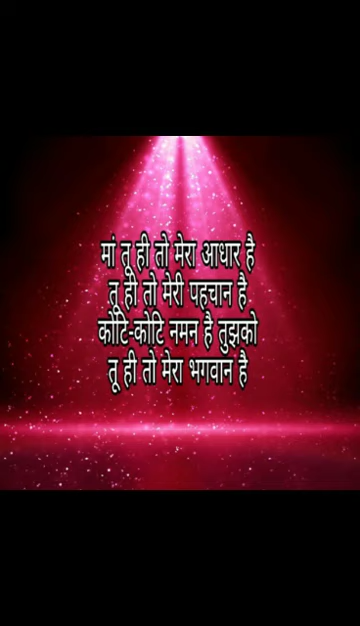 मां तू ही तो मेरा आधार है
तू ही तो मेरी पहचान है
कोटि-कोटि नमन है तुझको
तू ही तो मेरा भगवान है